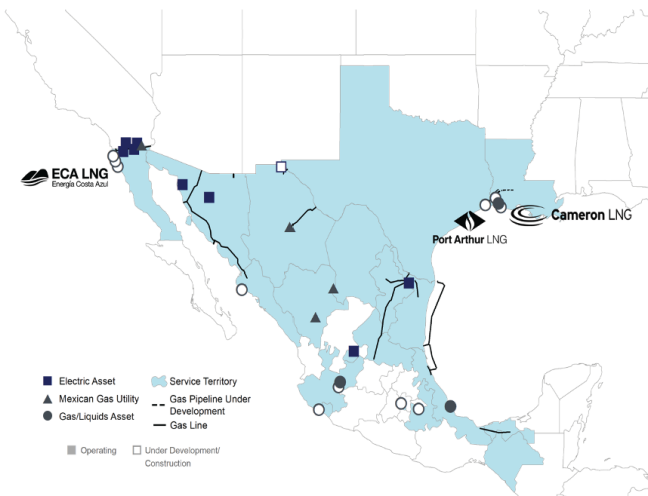 ECA LNG
Energía Costa Azul
Cameron LNG
Port Arthur LNG
Electric Asset
Mexican Gas Utility
Gas/Liquids Asset
Service Territory
Gas Pipeline Under
Development
Gas Line
Operating
Under Development/
Construction